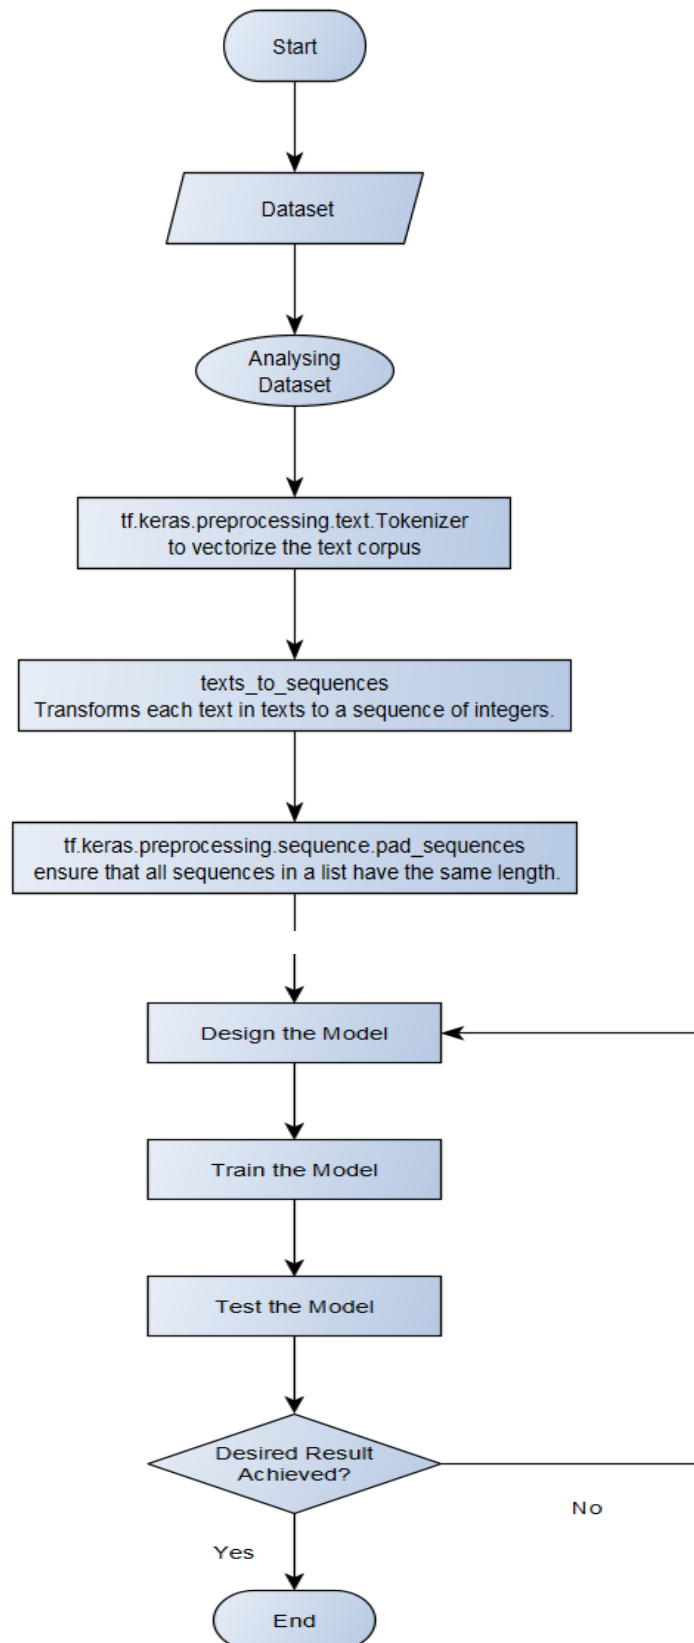 Start
Dataset
Analysing
Dataset
tf.keras.preprocessing.text.Tokenizer
to vectorize the text corpus
texts_to_sequences
Transforms each text in texts to a sequence of integers.
tf.keras.preprocessing.sequence.pad_sequences
ensure that all sequences in a list have the same length.
Design the Model
Train the Model
Test the Model
Desired Result
Achieved?
No
Yes
End